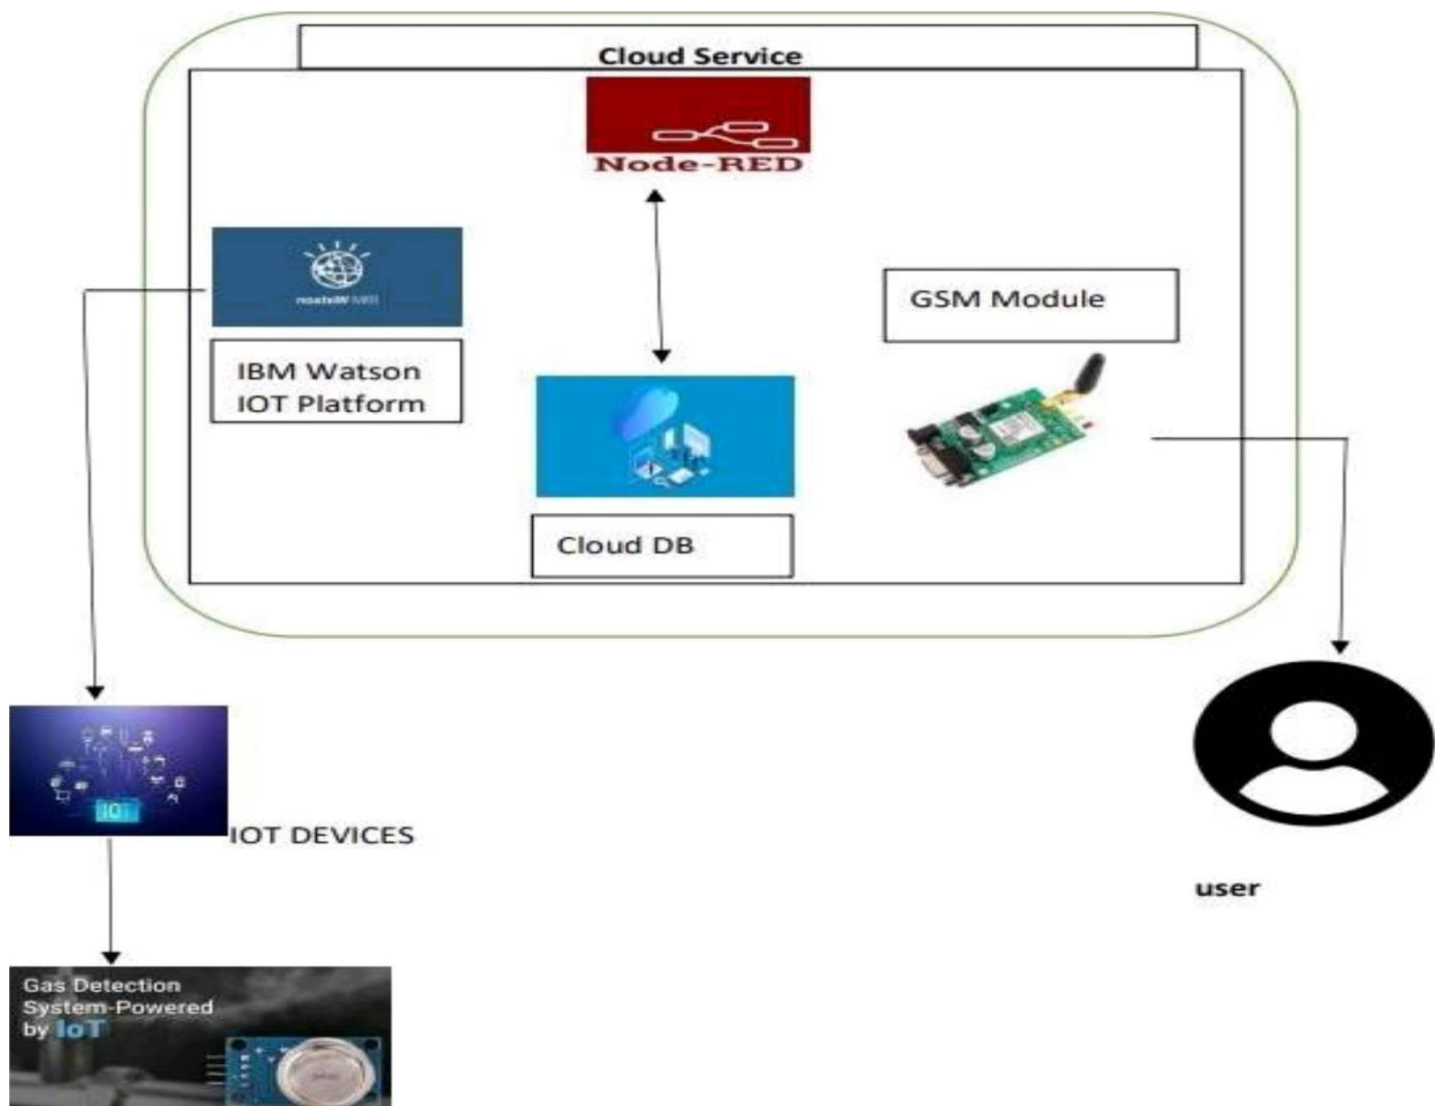 Cloud Service
Node-RED
IBM Watson
IOT Platform
GSM Module
Cloud DB
IOT DEVICES
user
Gas Detection
System-Powered
by IoT